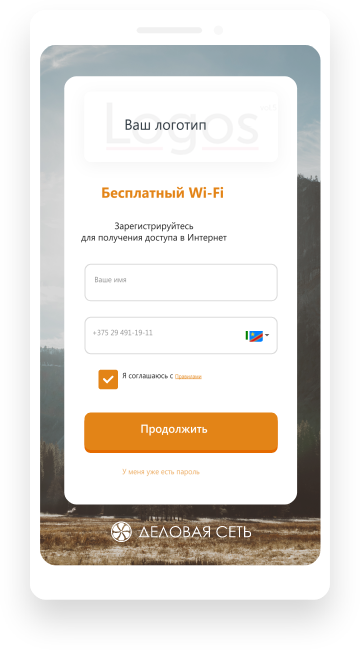 Logos
Ваш логотип
Бесплатный Wi-Fi
Зарегистрируйтесь
для получения доступа в Интернет
Ваше имя
+375 29 491-19-11
Я соглашаюсь с Правилами
Продолжить
У меня уже есть пароль
ДЕЛОВАЯ СЕТЬ